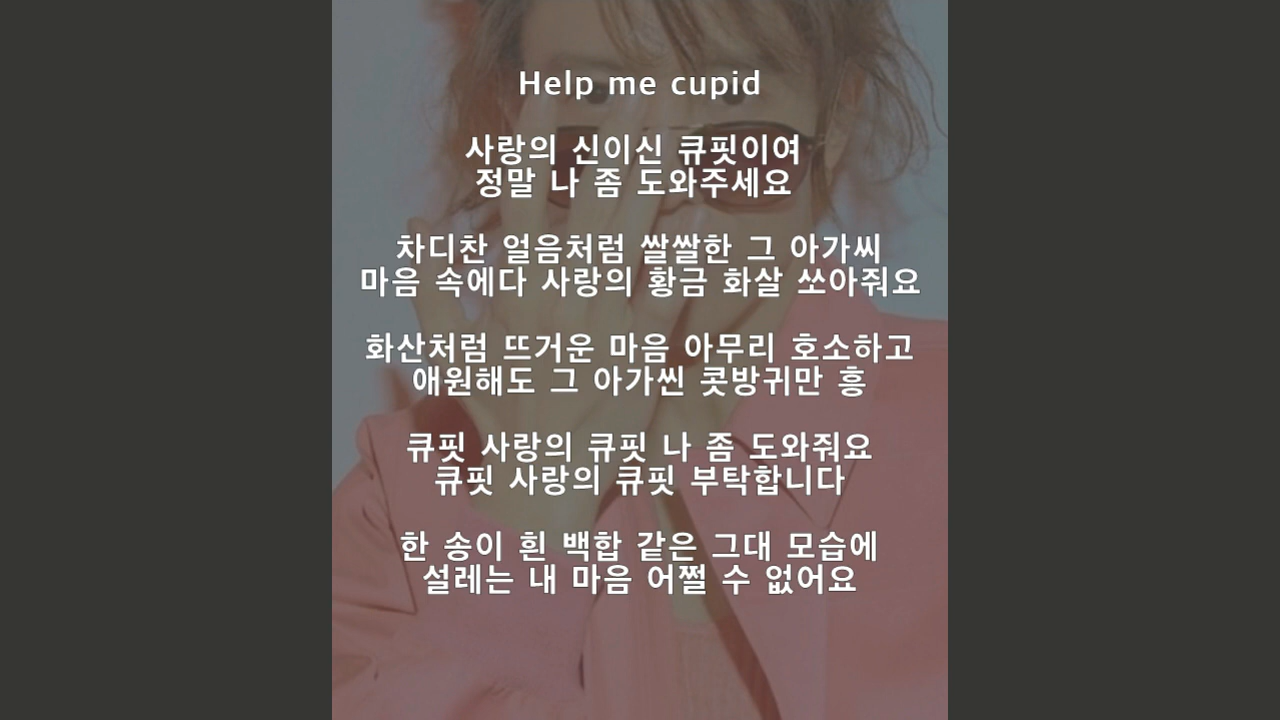 Help me cupid
사랑의 신이신 큐핏이여
정말 나 좀 도와주세요
차디찬 얼음처럼 쌀쌀한 그 아가씨
마음 속에다 사랑의 황금 화살 쏘아줘요
화산처럼 뜨거운 마음 아무리 호소하고
애원해도 그 아가씬 콧방귀만 흥
큐핏 사랑의 큐핏 나 좀 도와줘요
큐핏 사랑의 큐핏 부탁합니다
한 송이 흰 백합 같은 그대 모습에
설레는 내 마음 어쩔 수 없어요